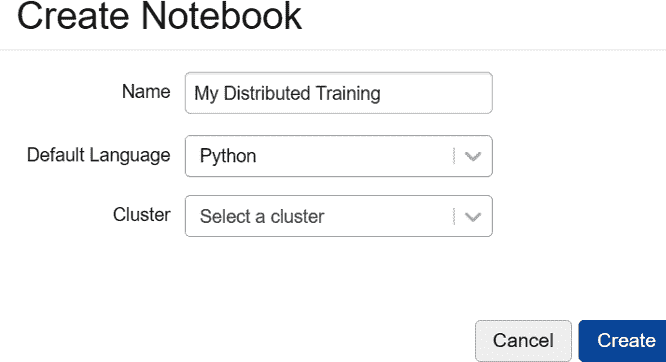 Create Notebook
Name My Distributed Training
Default Language Python
Cluster Select a cluster
Cancel Create